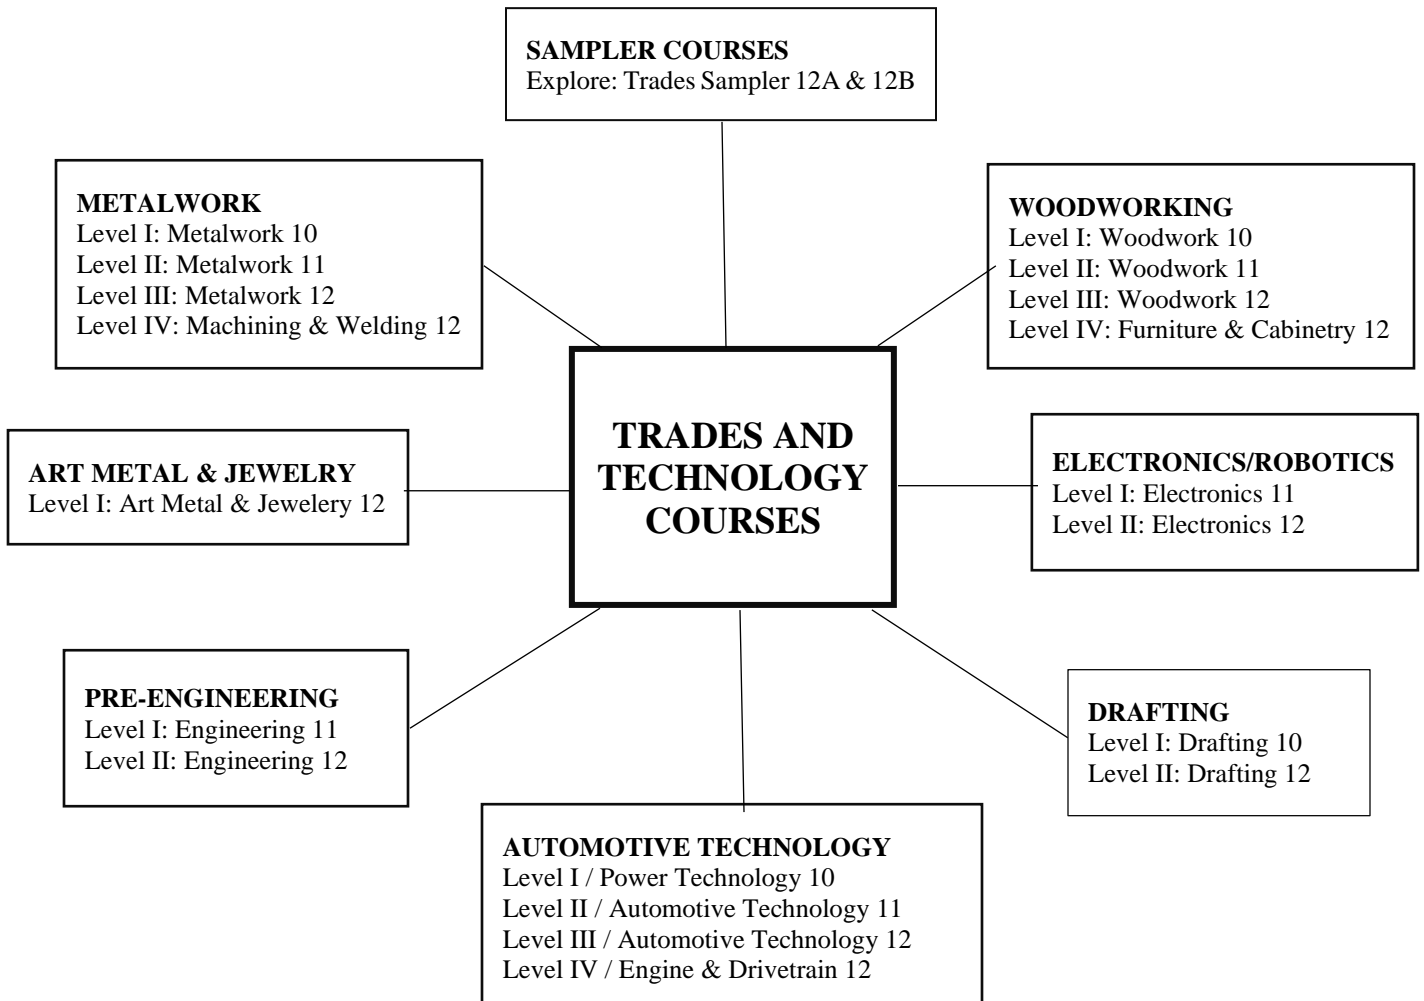 SAMPLER COURSES
Explore: Trades Sampler 12A & 12B
METALWORK
Level I: Metalwork 10
Level II: Metalwork 11
Level III: Metalwork 12
Level IV: Machining & Welding 12
WOODWORKING
Level I: Woodwork 10
Level II: Woodwork 11
Level III: Woodwork 12
Level IV: Furniture & Cabinetry 12
TRADES AND
TECHNOLOGY
COURSES
ART METAL & JEWELRY
Level I: Art Metal & Jewelery 12
ELECTRONICS/ROBOTICS
Level I: Electronics 11
Level II: Electronics 12
PRE-ENGINEERING
Level I: Engineering 11
Level II: Engineering 12
DRAFTING
Level I: Drafting 10
Level II: Drafting 12
AUTOMOTIVE TECHNOLOGY
Level I / Power Technology 10
Level II / Automotive Technology 11
Level III / Automotive Technology 12
Level IV / Engine & Drivetrain 12